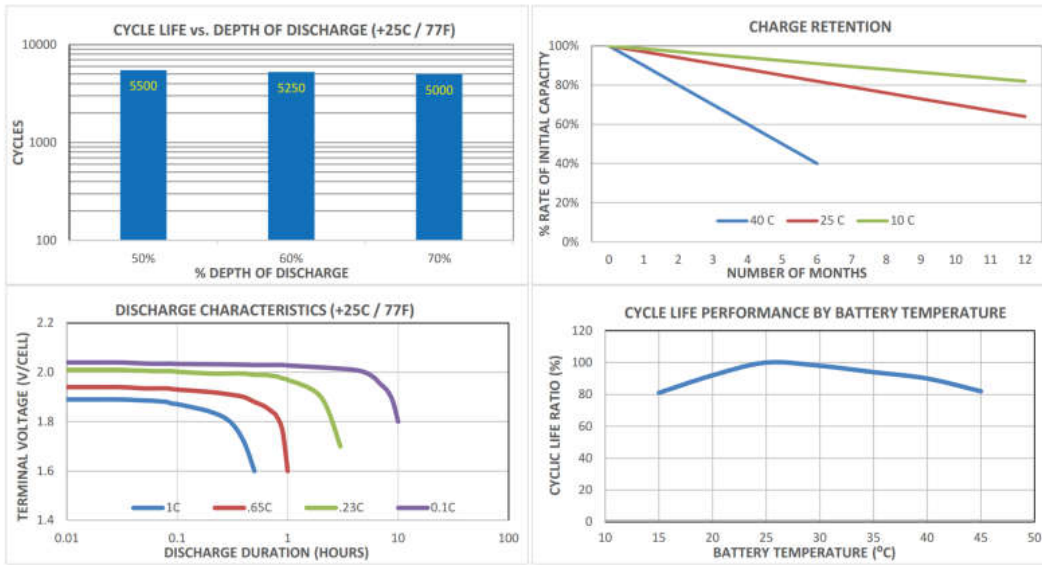 CYCLE LIFE vs. DEPTH OF DISCHARGE (+25C / 77F)
10000
1000
100
CYCLES
5500
5250
5000
50%
60%
70%
% DEPTH OF DISCHARGE
CHARGE RETENTION
100%
80%
60%
40%
20%
0%
% RATE OF INITIAL CAPACITY
40 C
25 C
10 C
0 1 2 3 4 5 6 7 8 9 10 11 12
NUMBER OF MONTHS
DISCHARGE CHARACTERISTICS (+25C / 77F)
2.2
2.0
1.8
1.6
1.4
TERMINAL VOLTAGE (V/CELL)
1C
.65C
.23C
0.1C
0.01 0.1 1 10 100
DISCHARGE DURATION (HOURS)
CYCLE LIFE PERFORMANCE BY BATTERY TEMPERATURE
120
100
80
60
40
20
0
CYCLIC LIFE RATIO (%)
10 15 20 25 30 35 40 45 50
BATTERY TEMPERATURE (⁰C)